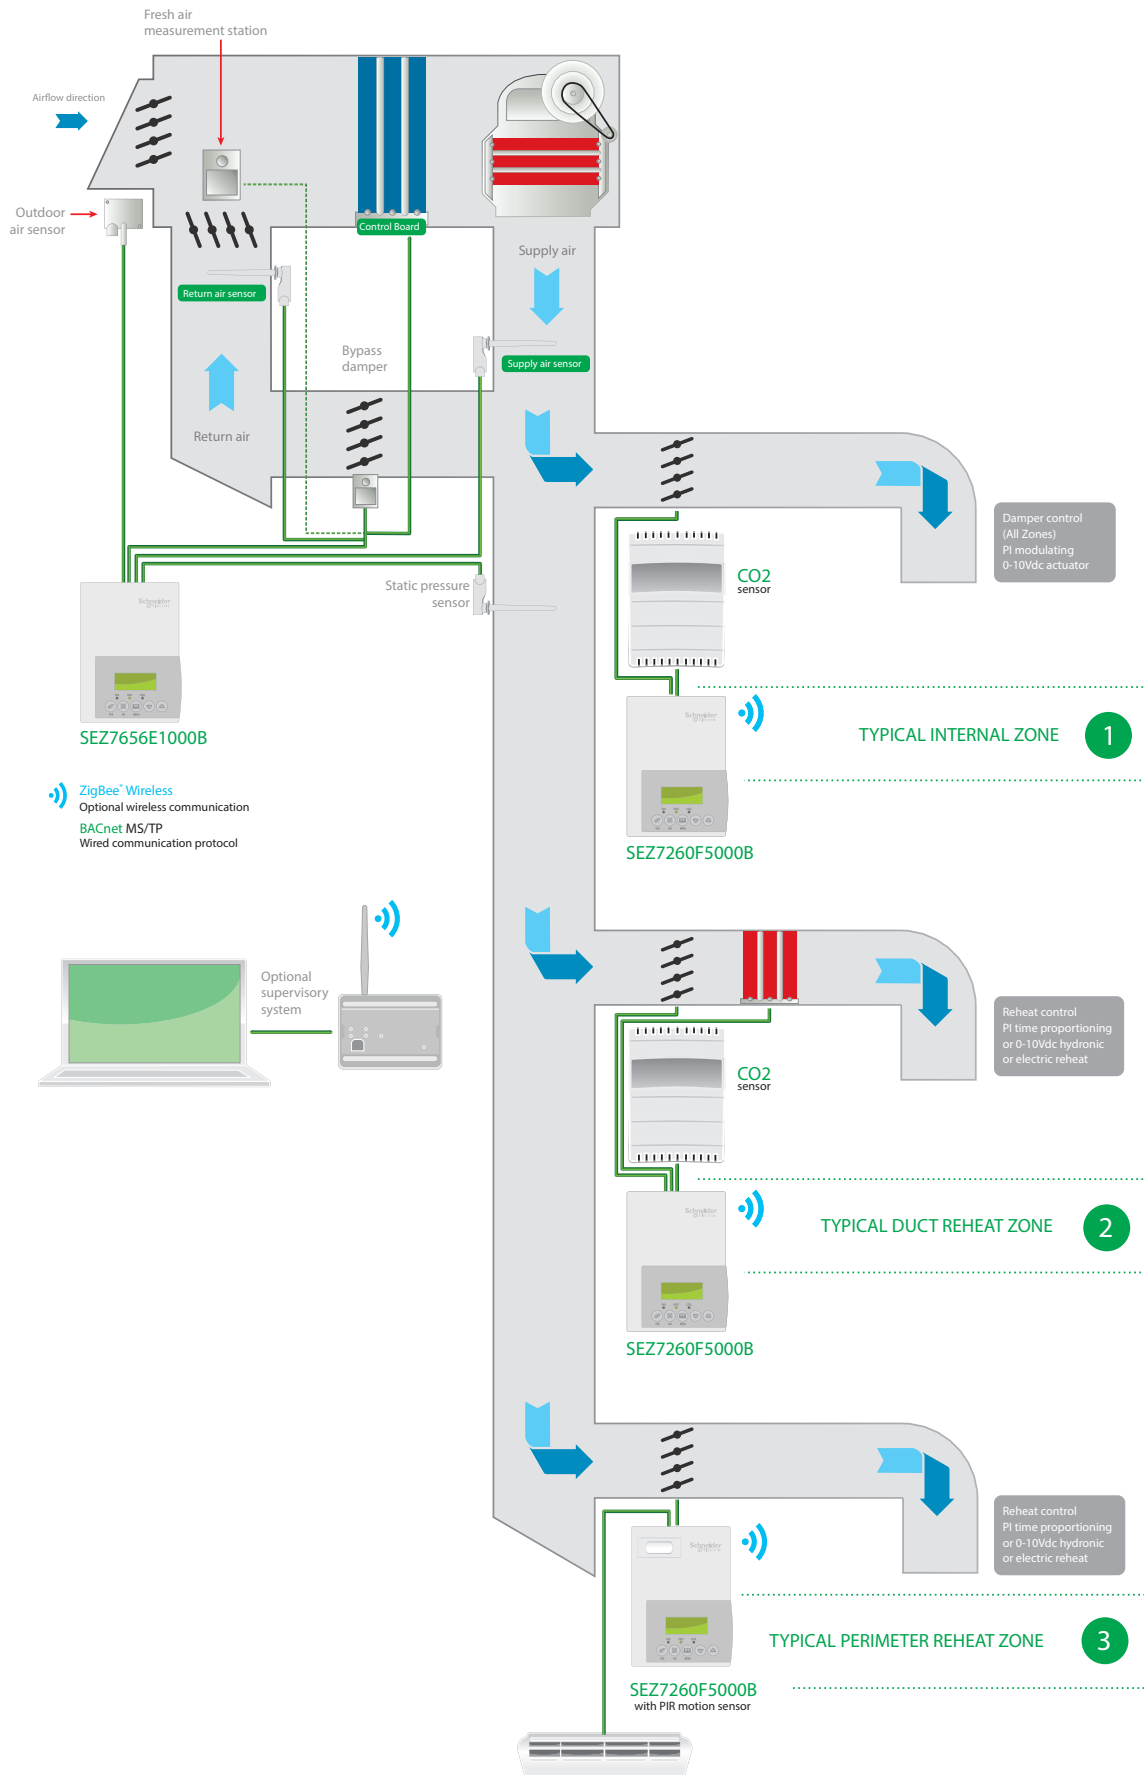 Fresh air
measurement station
Airflow direction
Outdoor
air sensor
Control Board
Return air sensor
Supply air
Bypass
damper
Supply air sensor
Return air
Damper control
(All Zones)
PI modulating
0-10Vdc actuator
CO2
sensor
Static pressure
sensor
Schneider
Schneider
SEZ7656E1000B
TYPICAL INTERNAL ZONE
1
ZigBee® Wireless
Optional wireless communication
BACnet MS/TP
Wired communication protocol
SEZ7260F5000B
Optional
supervisory
system
Reheat control
PI time proportioning
or 0-10Vdc hydronic
or electric reheat
CO2
sensor
Schneider
TYPICAL DUCT REHEAT ZONE
2
SEZ7260F5000B
Reheat control
PI time proportioning
or 0-10Vdc hydronic
or electric reheat
Schneider
TYPICAL PERIMETER REHEAT ZONE
3
SEZ7260F5000B
with PIR motion sensor